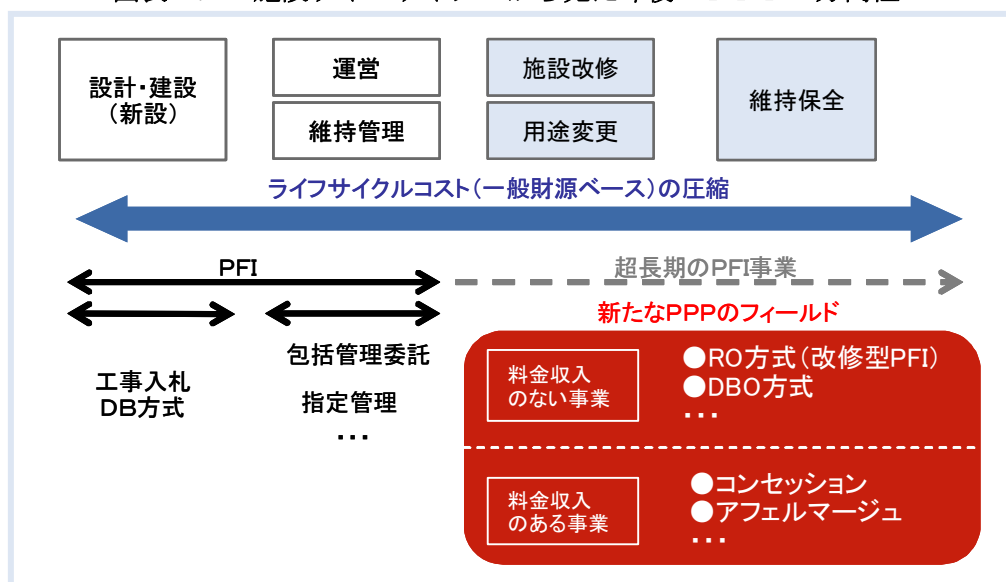 設計・建設
(新設)
運営
維持管理
施設改修
用途変更
維持保全
ライフサイクルコスト(一般財源ベース)の圧縮
PFI
超長期のPFI事業
新たなPPPのフィールド
工事入札
DB方式
包括管理委託
指定管理
・・・
料金収入
のない事業
●RO方式(改修型PFI)
●DBO方式
・・・
料金収入
のある事業
●コンセッション
●アフェルマージュ
・・・